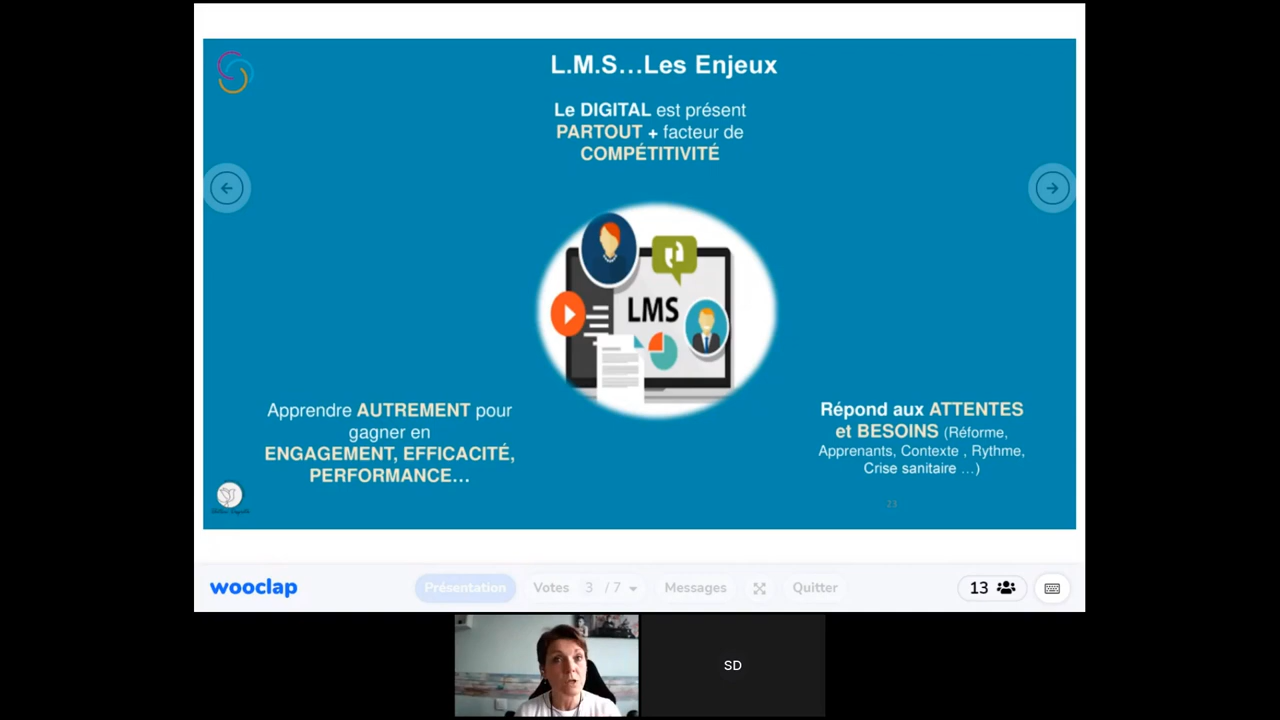 L.M.S...Les Enjeux
Le DIGITAL est présent
PARTOUT + facteur de
COMPÉTITIVITÉ
LMS
Apprendre AUTREMENT pour
gagner en
ENGAGEMENT, EFFICACITÉ,
PERFORMANCE...
Répond aux ATTENTES
et BESOINS (Réforme,
Apprenants, Contexte , Rythme,
Crise sanitaire ...)
23
wooclap
Présentation
Votes 3 / 7
Messages
Quitter
13
SD